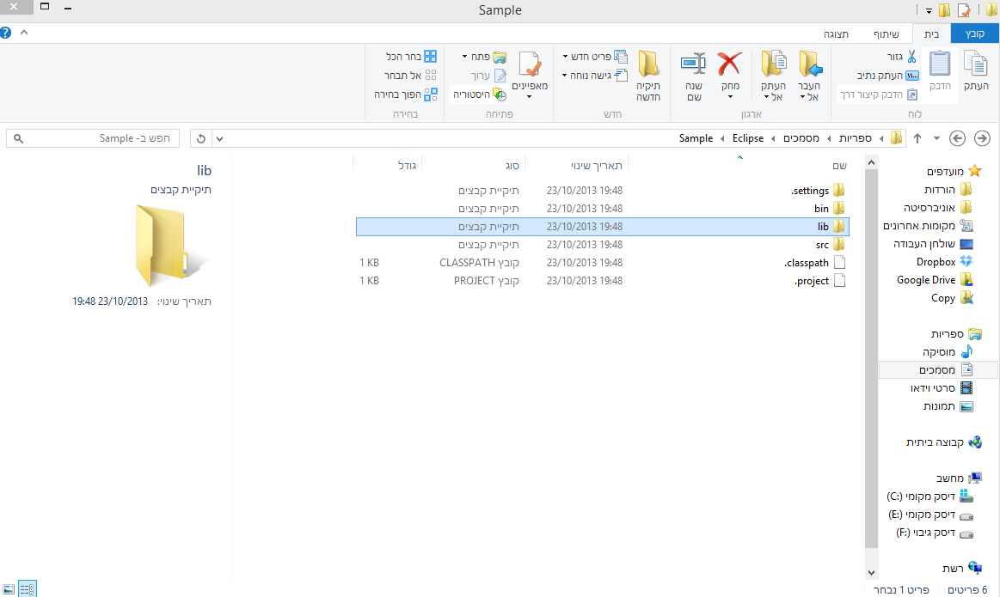 Sample
קובץ
בית
שיתוף
תצוגה
העתק
הדבק
גזור
העתק נתיב
הדבק קיצור דרך
לוח
העבר אל
העתק אל
מחק
שנה שם
ארגון
תיקיה חדשה
פריט חדש
גישה נוחה
חדש
מאפיינים
פתח
ערוך
היסטוריה
פתיחה
בחר הכל
אל תבחר
הפוך בחירה
בחירה
ספריות
מסמכים
Eclipse
Sample
חפש ב- Sample
מועדפים
הורדות
אוניברסיטה
מקומות אחרונים
שולחן העבודה
Dropbox
Google Drive
Copy
ספריות
מוסיקה
מסמכים
סרטי וידאו
תמונות
קבוצה ביתית
מחשב
דיסק מקומי (C:)
דיסק מקומי (E:)
דיסק גיבוי (F:)
רשת
שם תאריך שינוי סוג גודל
.settings 23/10/2013 19:48 תיקיית קבצים
bin 23/10/2013 19:48 תיקיית קבצים
lib 23/10/2013 19:48 תיקיית קבצים
src 23/10/2013 19:48 תיקיית קבצים
.classpath 23/10/2013 19:48 קובץ CLASSPATH 1 KB
.project 23/10/2013 19:48 קובץ PROJECT 1 KB
lib
תיקיית קבצים
תאריך שינוי: 23/10/2013 19:48
6 פריטים פריט 1 נבחר